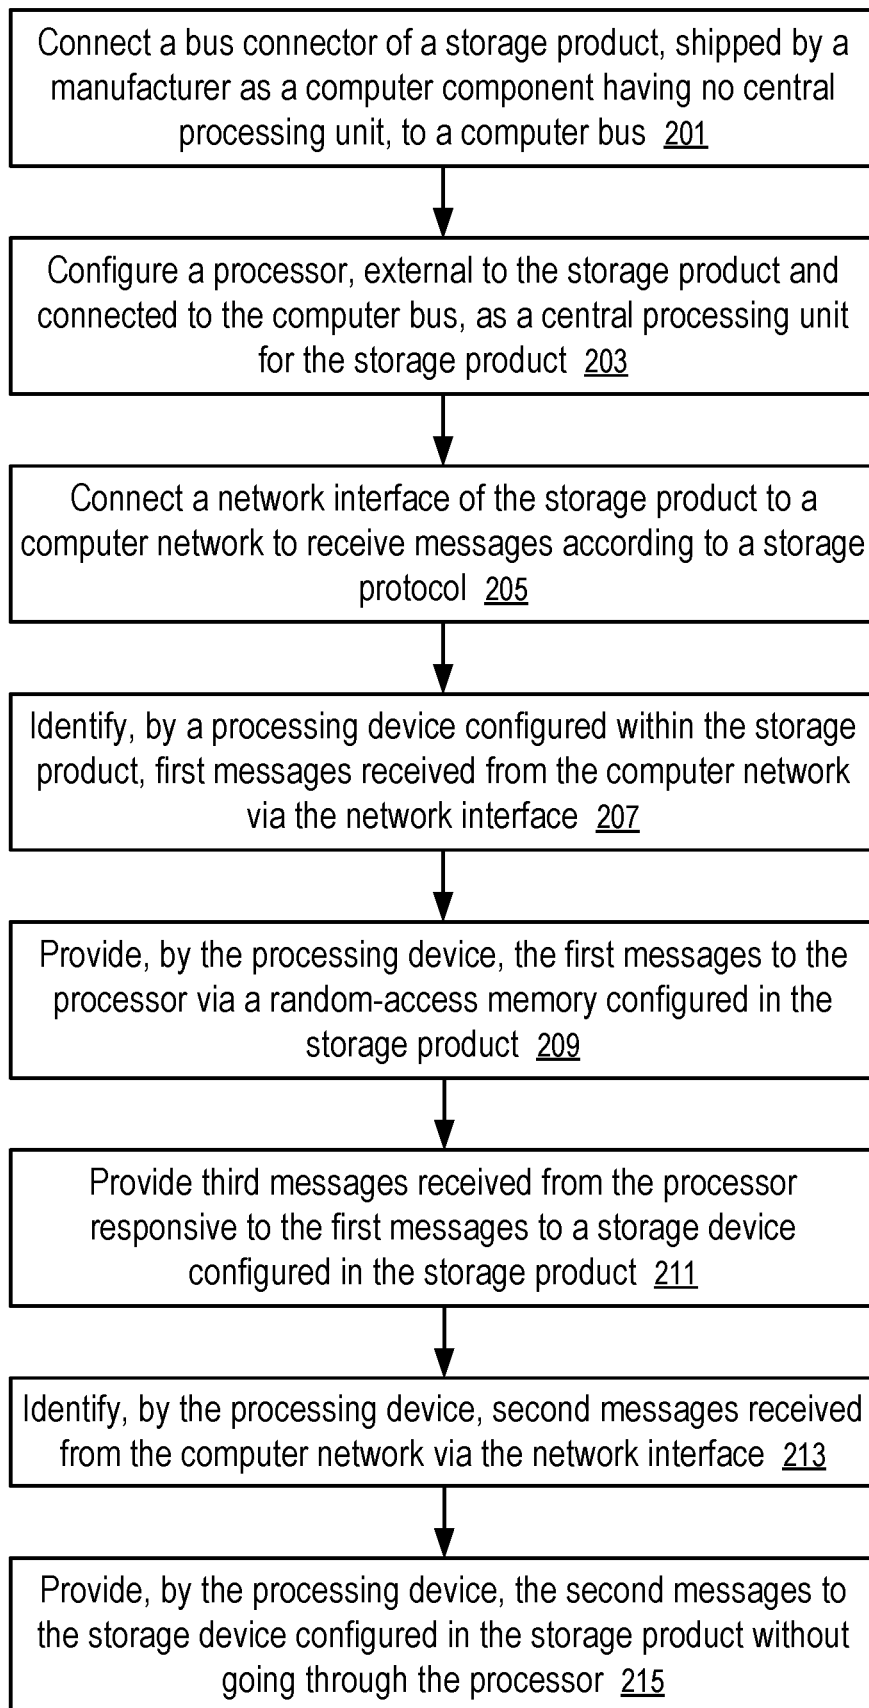 Connect a bus connector of a storage product, shipped by a
manufacturer as a computer component having no central
processing unit, to a computer bus 201
Configure a processor, external to the storage product and
connected to the computer bus, as a central processing unit
for the storage product 203
Connect a network interface of the storage product to a
computer network to receive messages according to a storage
protocol 205
Identify, by a processing device configured within the storage
product, first messages received from the computer network
via the network interface 207
Provide, by the processing device, the first messages to the
processor via a random-access memory configured in the
storage product 209
Provide third messages received from the processor
responsive to the first messages to a storage device
configured in the storage product 211
Identify, by the processing device, second messages received
from the computer network via the network interface 213
Provide, by the processing device, the second messages to
the storage device configured in the storage product without
going through the processor 215